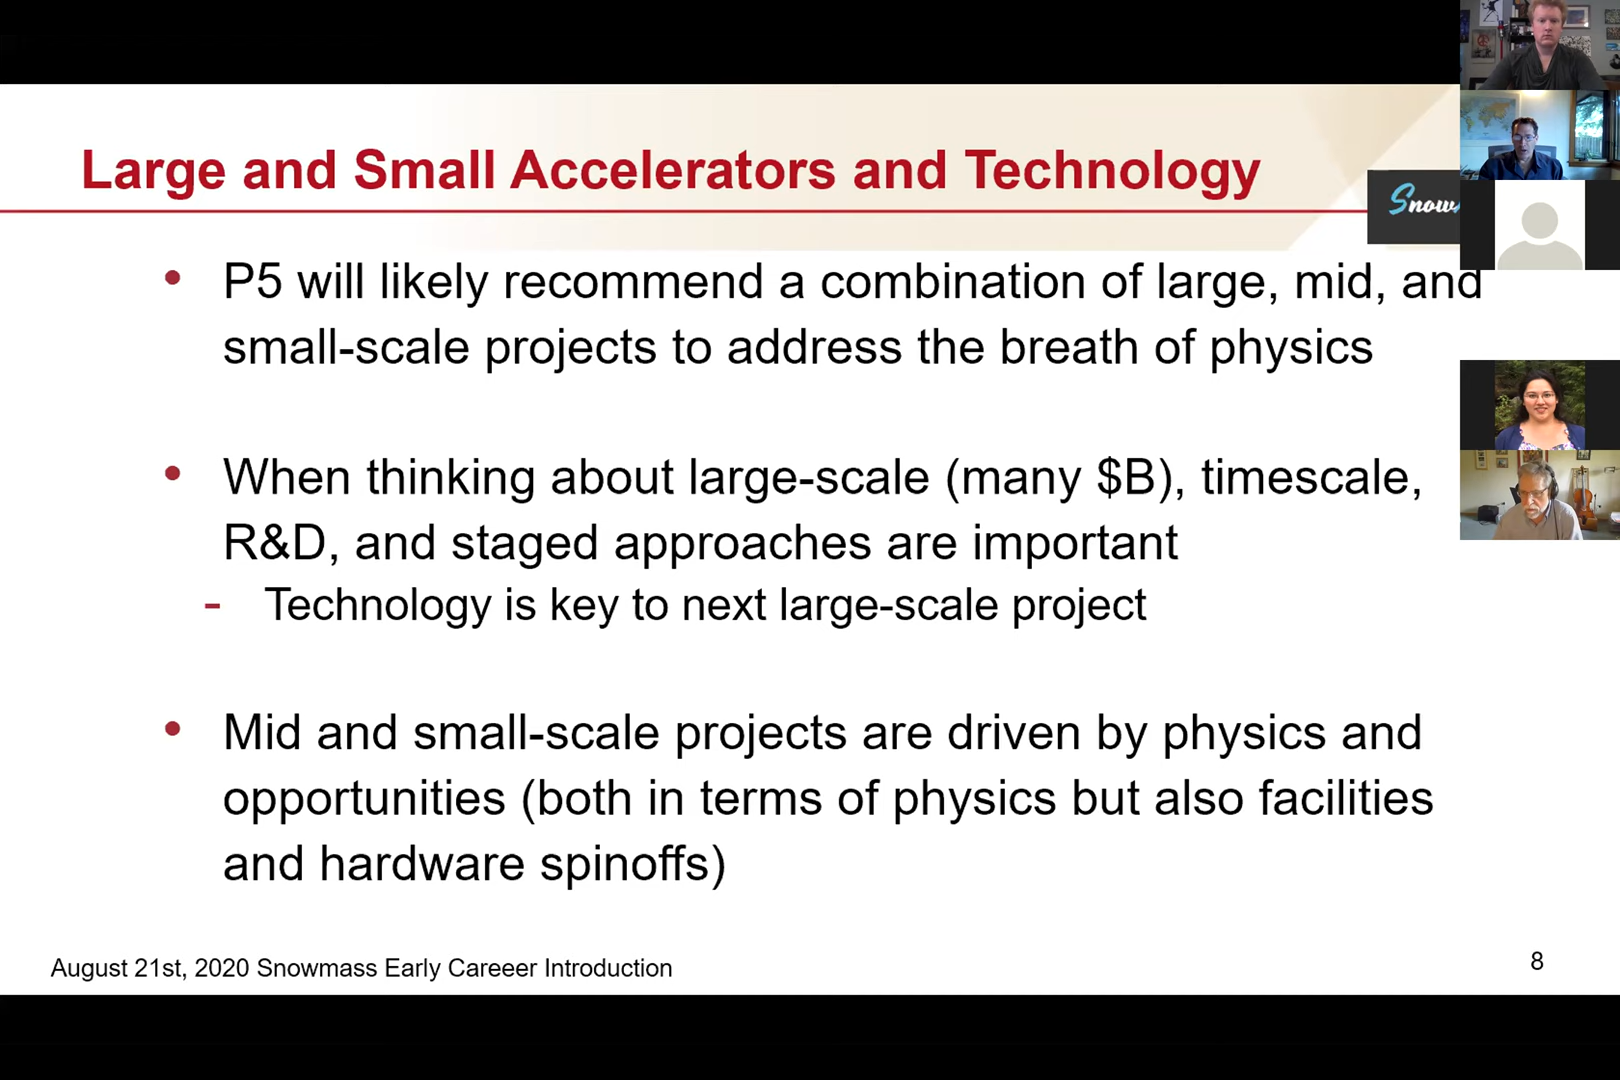 Large and Small Accelerators and Technology
Snow
• P5 will likely recommend a combination of large, mid, and
small-scale projects to address the breath of physics
• When thinking about large-scale (many $B), timescale,
R&D, and staged approaches are important
- Technology is key to next large-scale project
• Mid and small-scale projects are driven by physics and
opportunities (both in terms of physics but also facilities
and hardware spinoffs)
August 21st, 2020 Snowmass Early Careeer Introduction
8